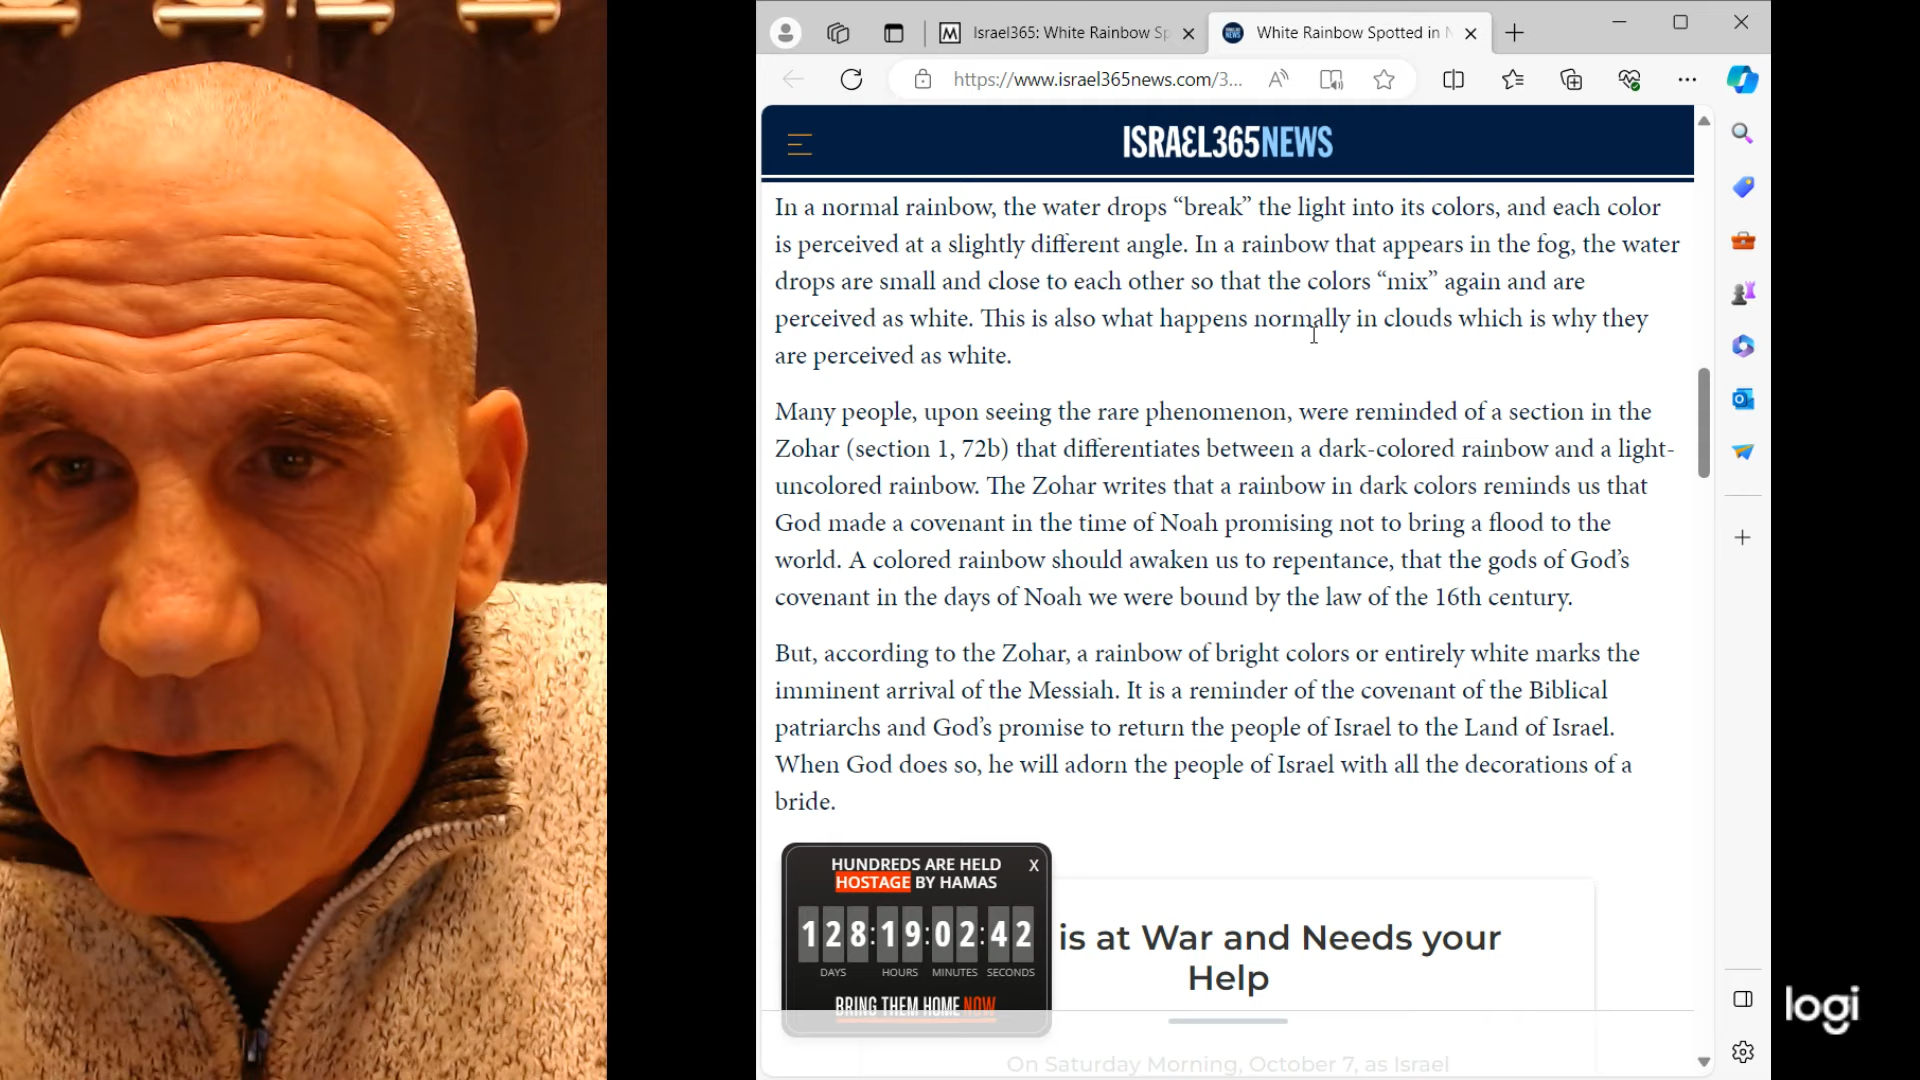 Israel365: White Rainbow Sp
White Rainbow Spotted in N
https://www.israel365news.com/3...
ISRAEL365NEWS
In a normal rainbow, the water drops “break” the light into its colors, and each color
is perceived at a slightly different angle. In a rainbow that appears in the fog, the water
drops are small and close to each other so that the colors “mix” again and are
perceived as white. This is also what happens normally in clouds which is why they
are perceived as white.
Many people, upon seeing the rare phenomenon, were reminded of a section in the
Zohar (section 1, 72b) that differentiates between a dark-colored rainbow and a light-
uncolored rainbow. The Zohar writes that a rainbow in dark colors reminds us that
God made a covenant in the time of Noah promising not to bring a flood to the
world. A colored rainbow should awaken us to repentance, that the gods of God’s
covenant in the days of Noah we were bound by the law of the 16th century.
But, according to the Zohar, a rainbow of bright colors or entirely white marks the
imminent arrival of the Messiah. It is a reminder of the covenant of the Biblical
patriarchs and God’s promise to return the people of Israel to the Land of Israel.
When God does so, he will adorn the people of Israel with all the decorations of a
bride.
HUNDREDS ARE HELD X
HOSTAGE BY HAMAS
128:19:02:42
DAYS HOURS MINUTES SECONDS
BRING THEM HOME NOW
is at War and Needs your
Help
On Saturday Morning, October 7, as Israel
logi